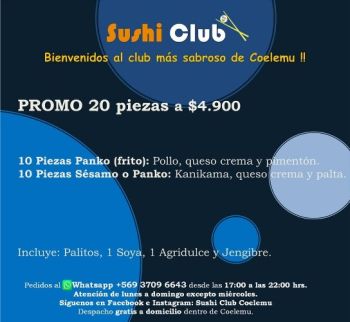 Sushi Club
Bienvenidos al club más sabroso de Coelemu !!
PROMO 20 piezas a $4.900
10 Piezas Panko (frito): Pollo, queso crema y pimentón.
10 Piezas Sésamo o Panko: Kanikama, queso crema y palta.
Incluye: Palitos, 1 Soya, 1 Agridulce y Jengibre.
Pedidos al Whatsapp +569 3709 6643 desde las 17:00 a las 22:00 hrs.
Atención de lunes a domingo excepto miércoles.
Síguenos en Facebook e Instagram: Sushi Club Coelemu
Despacho gratis a domicilio dentro de Coelemu.